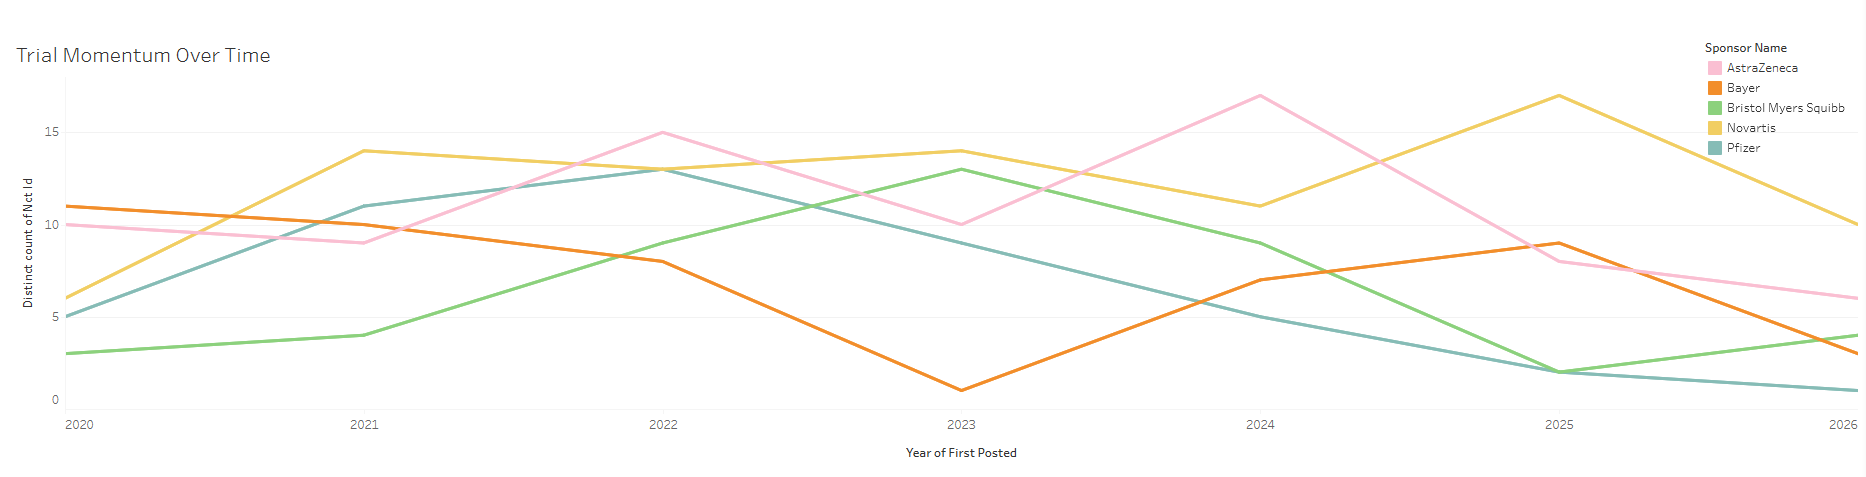 Trial Momentum Over Time
Sponsor Name
AstraZeneca
Bayer
Bristol Myers Squibb
Novartis
Pfizer
Distinct count of Nct Id
15
10
5
0
2020 2021 2022 2023 2024 2025 2026
Year of First Posted